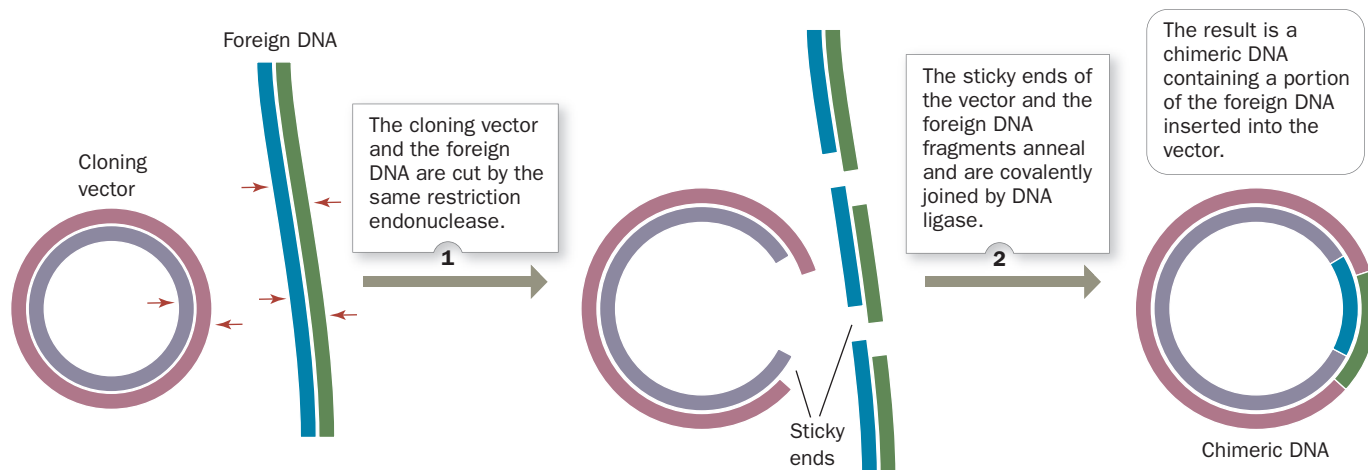 Foreign DNA
Cloning
vector
The cloning vector
and the foreign
DNA are cut by the
same restriction
endonuclease.
1
Sticky
ends
The sticky ends of
the vector and the
foreign DNA
fragments anneal
and are covalently
joined by DNA
ligase.
2
The result is a
chimeric DNA
containing a portion
of the foreign DNA
inserted into the
vector.
Chimeric DNA